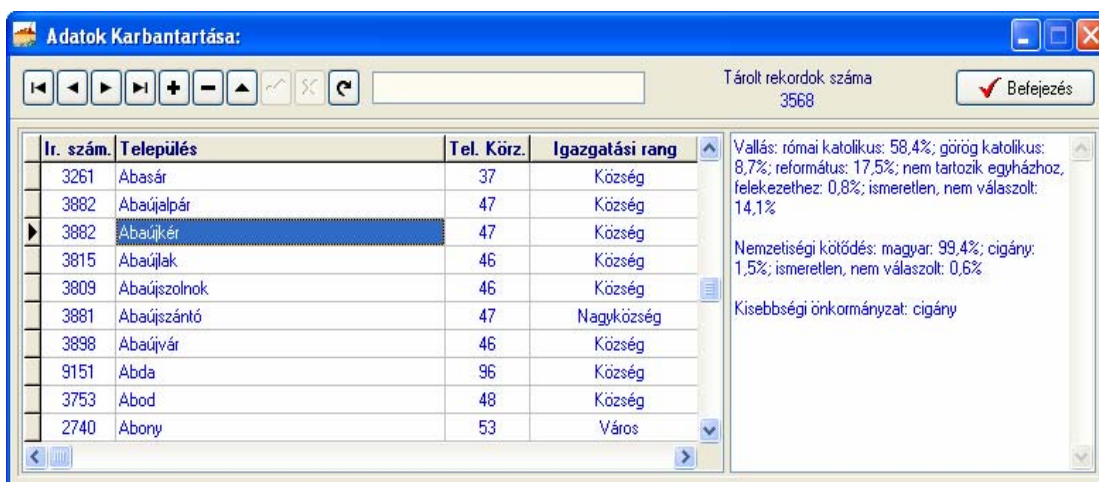 Adatok Karbantartása:
Tárolt rekordok száma
3568
Befejezés
Ir. szám. Település Tel. Körz. Igazgatási rang
3261 Abasár 37 Község
3882 Abaújalpár 47 Község
3882 Abaújkér 47 Község
3815 Abaújlak 46 Község
3809 Abaújszolnok 46 Község
3881 Abaújszántó 47 Nagyközség
3898 Abaújvár 46 Község
9151 Abda 96 Község
3753 Abod 48 Község
2740 Abony 53 Város
Vallás: római katolikus: 58,4%; görög katolikus:
8,7%; református: 17,5%; nem tartozik egyházhoz,
felekezethez: 0,8%; ismeretlen, nem válaszolt:
14,1%
Nemzetiségi kötődés: magyar: 99,4%; cigány:
1,5%; ismeretlen, nem válaszolt: 0,6%
Kisebbségi önkormányzat: cigány